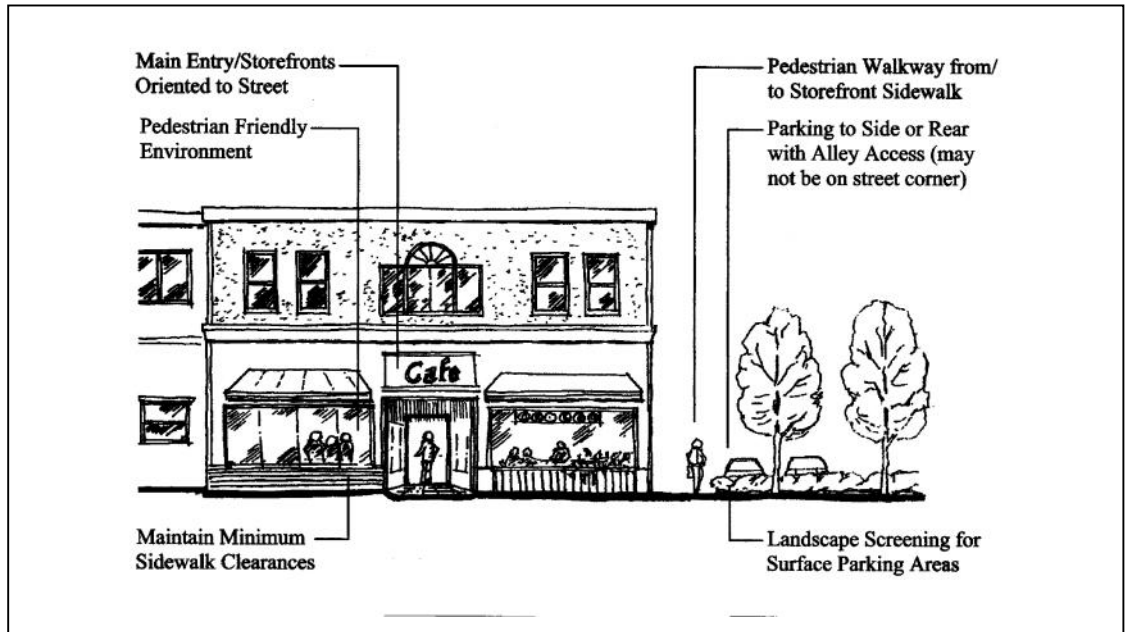 Main Entry/Storefronts
Oriented to Street
Pedestrian Friendly
Environment
Pedestrian Walkway from/
to Storefront Sidewalk
Parking to Side or Rear
with Alley Access (may
not be on street corner)
Cafe
Maintain Minimum
Sidewalk Clearances
Landscape Screening for
Surface Parking Areas